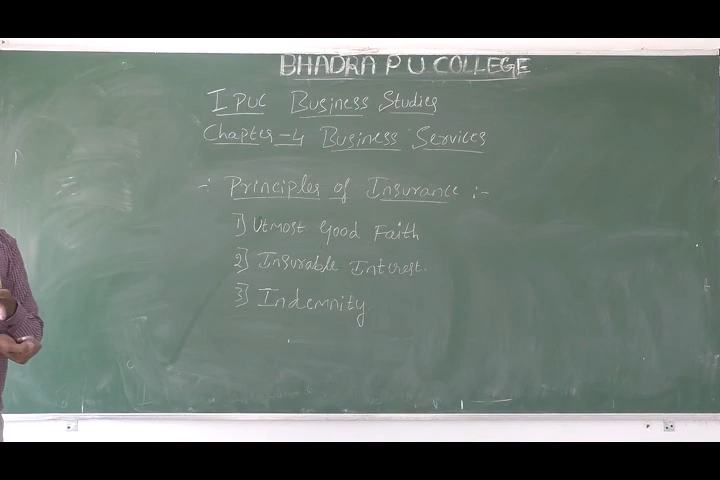 BHADRA P U COLLEGE
I PUC Business Studies
Chapter-4 Business Services
∴ Principles of Insurance :-
1] Utmost Good Faith
2] Insurable Interest.
3] Indemnity